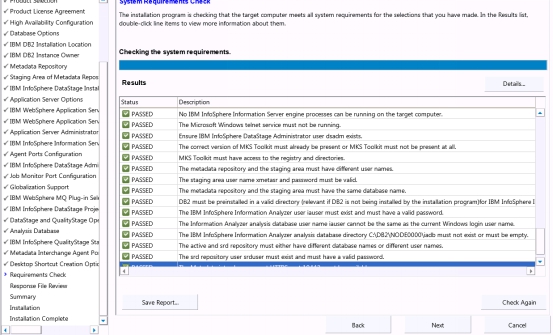 Product Selection
Product License Agreement
High Availability Configuration
Database Options
IBM DB2 Installation Location
IBM DB2 Instance Owner
Metadata Repository
Staging Area of Metadata Repos
IBM InfoSphere DataStage Instal
Application Server Options
IBM WebSphere Application Serv
IBM WebSphere Application Serv
Application Server Administrator
IBM InfoSphere Information Serv
Agent Ports Configuration
IBM InfoSphere DataStage Admi
Job Monitor Port Configuration
Globalization Support
IBM WebSphere MQ Plug-in Sele
IBM InfoSphere DataStage Proje
DataStage and QualityStage Ope
Analysis Database
IBM InfoSphere QualityStage Sta
Metadata Interchange Agent Po
Desktop Shortcut Creation Optic
Requirements Check
Response File Review
Summary
Installation
Installation Complete
System Requirements Check
The installation program is checking that the target computer meets all system requirements for the selections that you have made. In the Results list,
double-click line items to view more information about them.
Checking the system requirements.
Results
Details...
Status Description
PASSED No IBM InfoSphere Information Server engine processes can be running on the target computer.
PASSED The Microsoft Windows telnet service must not be running.
PASSED Ensure IBM InfoSphere DataStage Administrator user dsadm exists.
PASSED The correct version of MKS Toolkit must already be present or MKS Toolkit must not be present at all.
PASSED MKS Toolkit must have access to the registry and directories.
PASSED The metadata repository and the staging area must have different user names.
PASSED The staging area user name xmetasr and password must be valid.
PASSED The metadata repository and the staging area must have the same database name.
PASSED DB2 must be preinstalled in a valid directory (relevant if DB2 is not being installed by the installation program)for IBM InfoSphere I
PASSED The IBM InfoSphere Information Analyzer user iauser must exist and must have a valid password.
PASSED The Information Analyzer analysis database user name iauser cannot be the same as the current Windows login user name.
PASSED The IBM InfoSphere Information Analyzer analysis database directory C:\DB2\NODE0000\iadb must not exist or must be empty.
PASSED The active and srd repository must either have different database names or different user names.
PASSED The srd repository user srduser must exist and must have a valid password.
PASSED
Save Report...
Check Again
Back
Next
Cancel